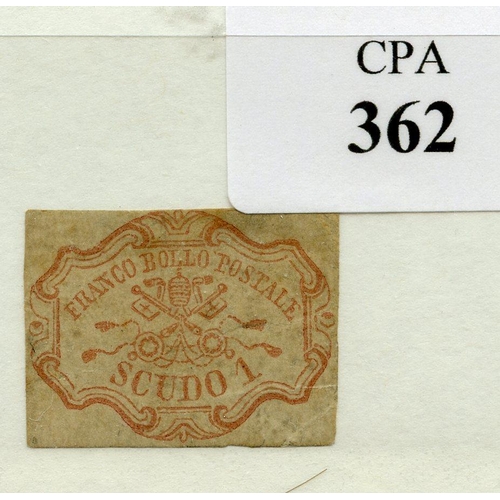 CPA
362
FRANCO BOLLO POSTALE
SCUDO 1